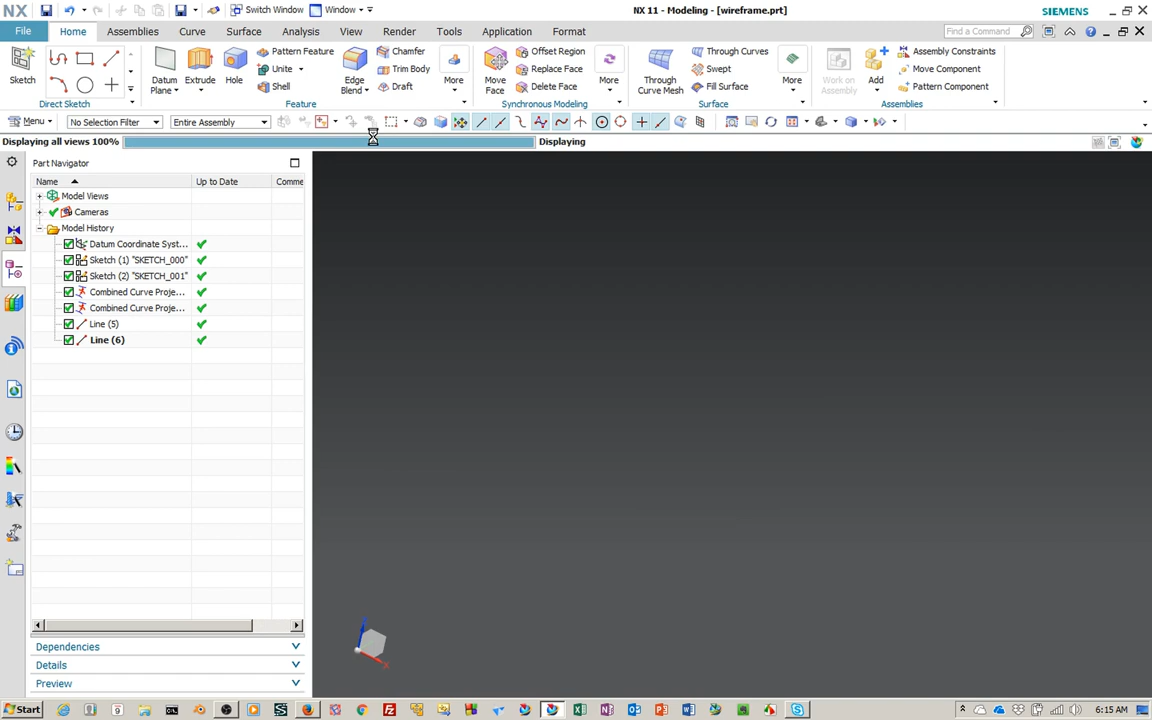 NX Switch Window Window NX 11 - Modeling - [wireframe.prt] SIEMENS
File Home Assemblies Curve Surface Analysis View Render Tools Application Format Find a Command
Sketch Datum Plane Extrude Hole Pattern Feature Unite Shell Edge Blend Chamfer Trim Body Draft More Move Face Offset Region Replace Face Delete Face More Through Curve Mesh Through Curves Swept Fill Surface More Work on Assembly Add Assembly Constraints Move Component Pattern Component
Direct Sketch Feature Synchronous Modeling Surface Assemblies
Menu No Selection Filter Entire Assembly
Displaying all views 100% Displaying
Part Navigator
Name Up to Date Comme
Model Views
Cameras
Model History
Datum Coordinate Syst...
Sketch (1) "SKETCH_000"
Sketch (2) "SKETCH_001"
Combined Curve Proje...
Combined Curve Proje...
Line (5)
Line (6)
X
Dependencies
Details
Preview
Start 6:15 AM